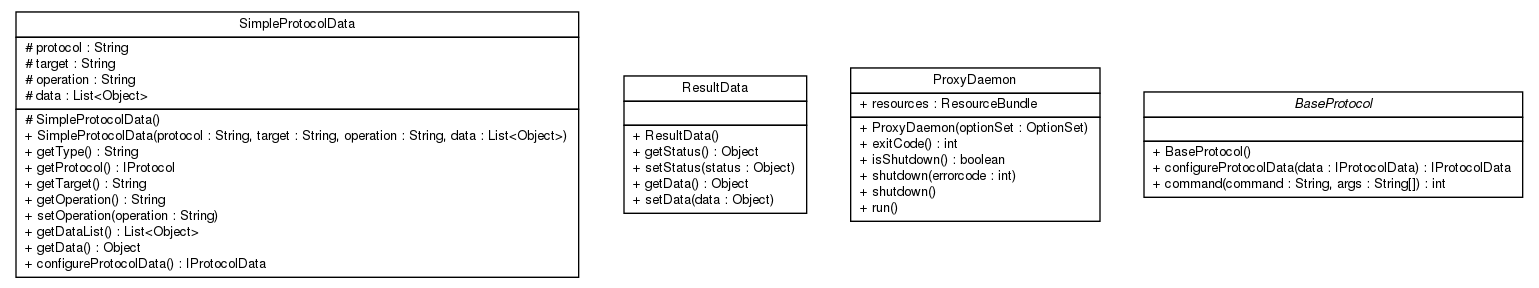 SimpleProtocolData
# protocol : String
# target : String
# operation : String
# data : List<Object>
# SimpleProtocolData()
+ SimpleProtocolData(protocol : String, target : String, operation : String, data : List<Object>)
+ getType() : String
+ getProtocol() : IProtocol
+ getTarget() : String
+ getOperation() : String
+ setOperation(operation : String)
+ getDataList() : List<Object>
+ getData() : Object
+ configureProtocolData() : IProtocolData
ResultData
+ ResultData()
+ getStatus() : Object
+ setStatus(status : Object)
+ getData() : Object
+ setData(data : Object)
ProxyDaemon
+ resources : ResourceBundle
+ ProxyDaemon(optionSet : OptionSet)
+ exitCode() : int
+ isShutdown() : boolean
+ shutdown(errorcode : int)
+ shutdown()
+ run()
BaseProtocol
+ BaseProtocol()
+ configureProtocolData(data : IProtocolData) : IProtocolData
+ command(command : String, args : String[]) : int